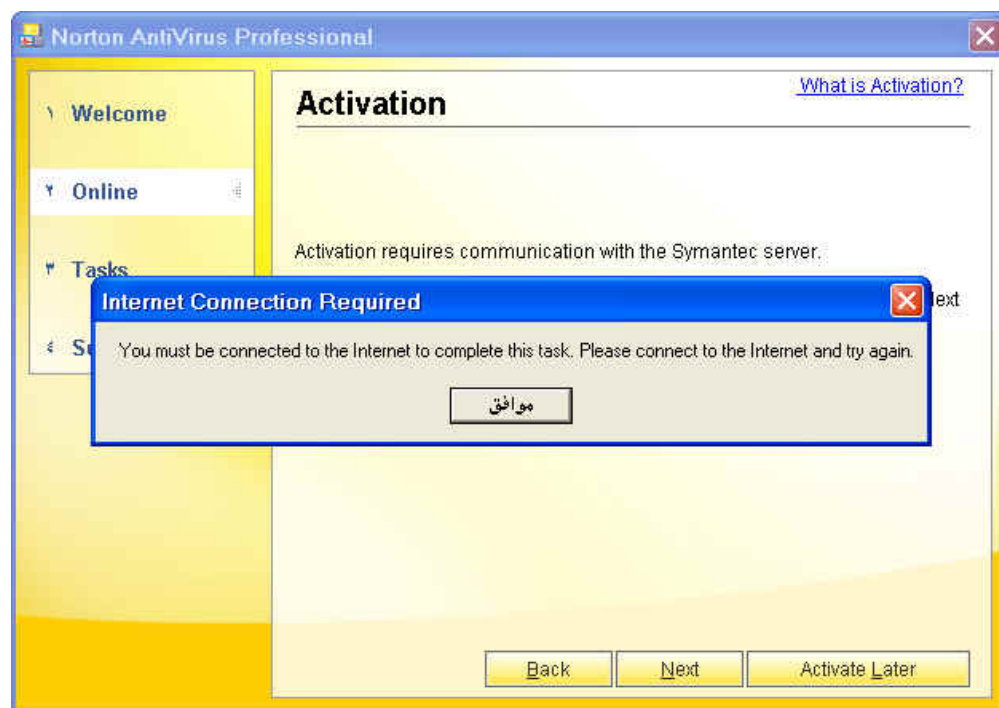 Norton AntiVirus Professional
١ Welcome
٢ Online
٣ Tasks
٤
What is Activation?
Activation
Activation requires communication with the Symantec server.
Internet Connection Required
You must be connected to the Internet to complete this task. Please connect to the Internet and try again.
موافق
Back
Next
Activate Later